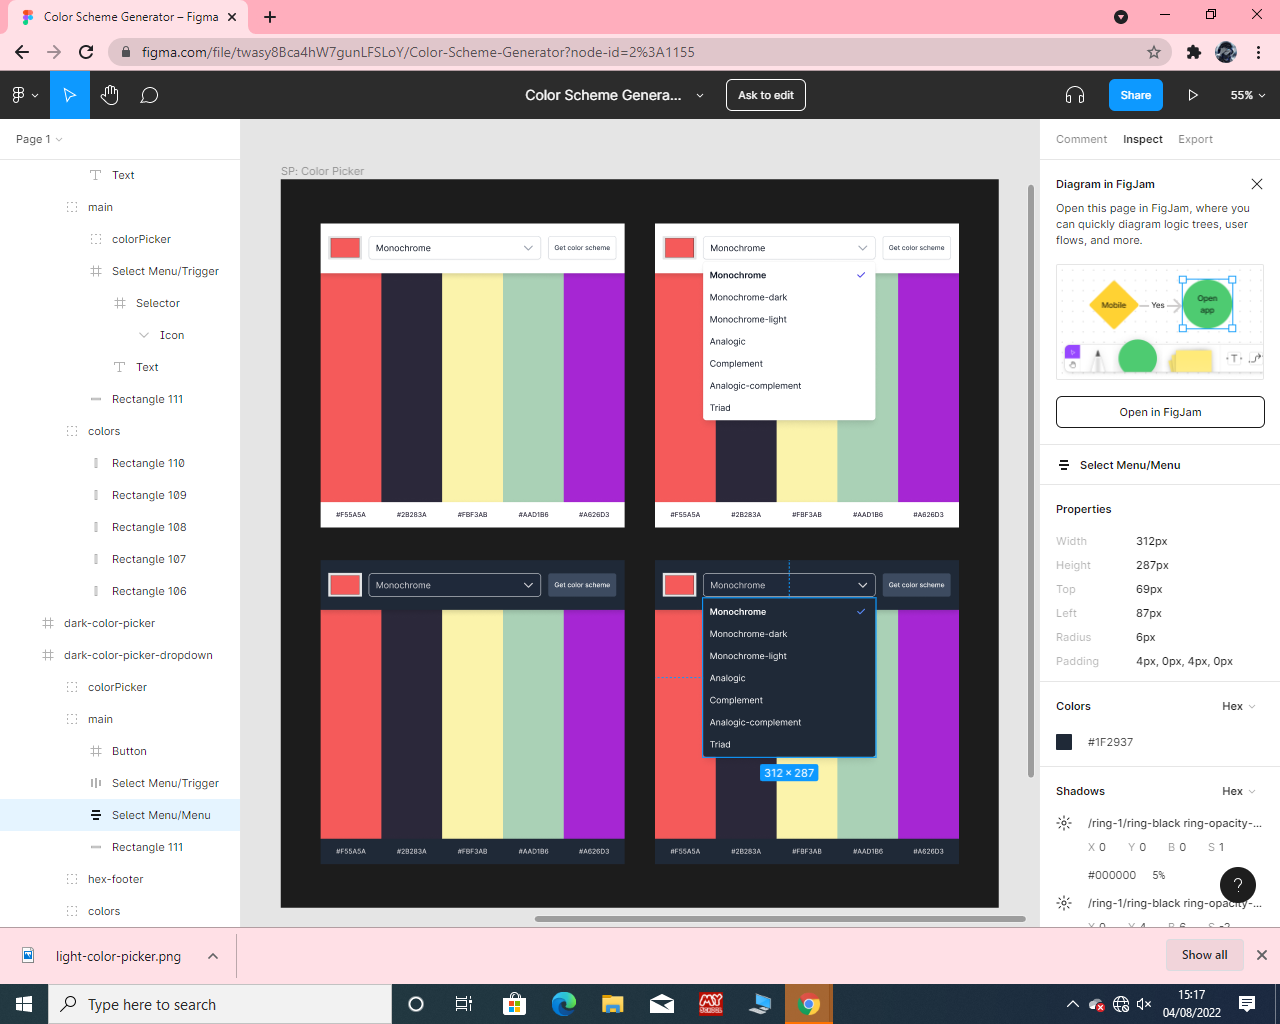 Color Scheme Generator – Figma
figma.com/file/twasy8Bca4hW7gunLFSLoY/Color-Scheme-Generator?node-id=2%3A1155
Color Scheme Genera...
Ask to edit
Share
55%
Page 1
Text
main
colorPicker
Select Menu/Trigger
Selector
Icon
Text
Rectangle 111
colors
Rectangle 110
Rectangle 109
Rectangle 108
Rectangle 107
Rectangle 106
dark-color-picker
dark-color-picker-dropdown
colorPicker
main
Button
Select Menu/Trigger
Select Menu/Menu
Rectangle 111
hex-footer
colors
SP: Color Picker
Monochrome
Get color scheme
#F55A5A
#2B283A
#FBF3AB
#AAD1B6
#A626D3
Monochrome
Get color scheme
Monochrome
Monochrome-dark
Monochrome-light
Analogic
Complement
Analogic-complement
Triad
#F55A5A
#2B283A
#FBF3AB
#AAD1B6
#A626D3
Monochrome
Get color scheme
#F55A5A
#2B283A
#FBF3AB
#AAD1B6
#A626D3
Monochrome
Get color scheme
Monochrome
Monochrome-dark
Monochrome-light
Analogic
Complement
Analogic-complement
Triad
312 × 287
#F55A5A
#2B283A
#FBF3AB
#AAD1B6
#A626D3
Comment
Inspect
Export
Diagram in FigJam
Open this page in FigJam, where you
can quickly diagram logic trees, user
flows, and more.
Mobile
Yes
Open
app
T
Open in FigJam
Select Menu/Menu
Properties
Width 312px
Height 287px
Top 69px
Left 87px
Radius 6px
Padding 4px, 0px, 4px, 0px
Colors Hex
#1F2937
Shadows Hex
/ring-1/ring-black ring-opacity-...
X 0 Y 0 B 0 S 1
#000000 5%
/ring-1/ring-black ring-opacity-...
X 0 Y 4 B 6 S -2
?
light-color-picker.png
Show all
Type here to search
MY
SCHOOL
15:17
04/08/2022